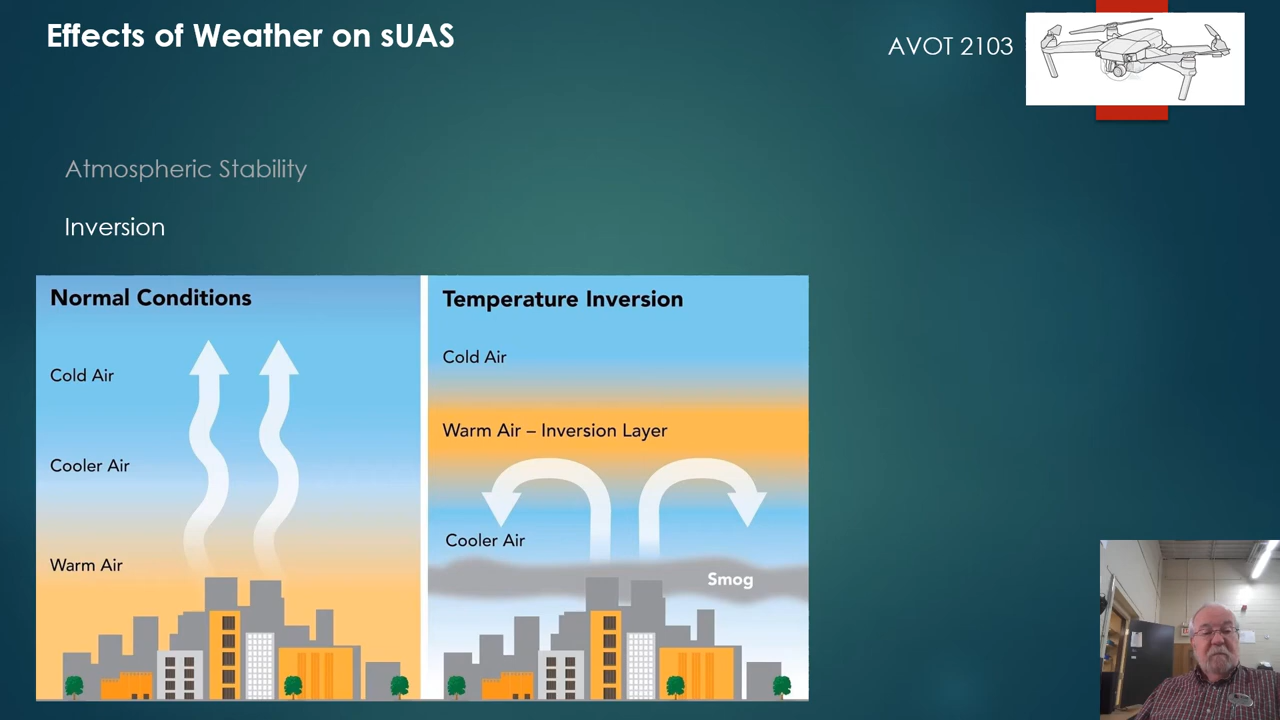 Effects of Weather on sUAS
AVOT 2103
Atmospheric Stability
Inversion
Normal Conditions
Cold Air
Cooler Air
Warm Air
Temperature Inversion
Cold Air
Warm Air – Inversion Layer
Cooler Air
Smog